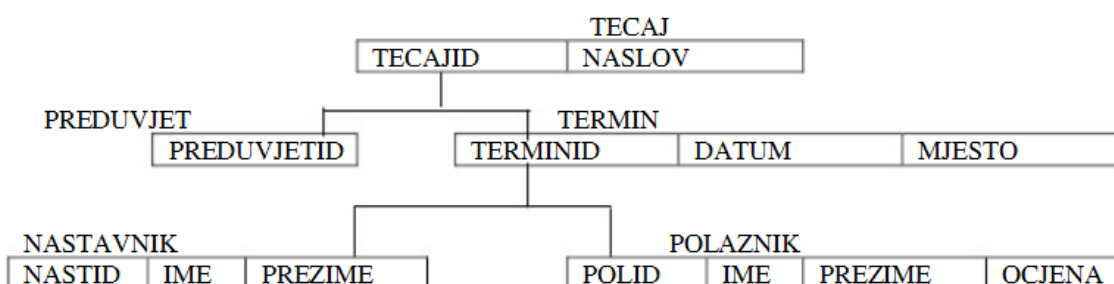 TECAJ
TECAJID NASLOV
PREDUVJET TERMIN
PREDUVJETID TERMINID DATUM MJESTO
NASTAVNIK POLAZNIK
NASTID IME PREZIME POLID IME PREZIME OCJENA